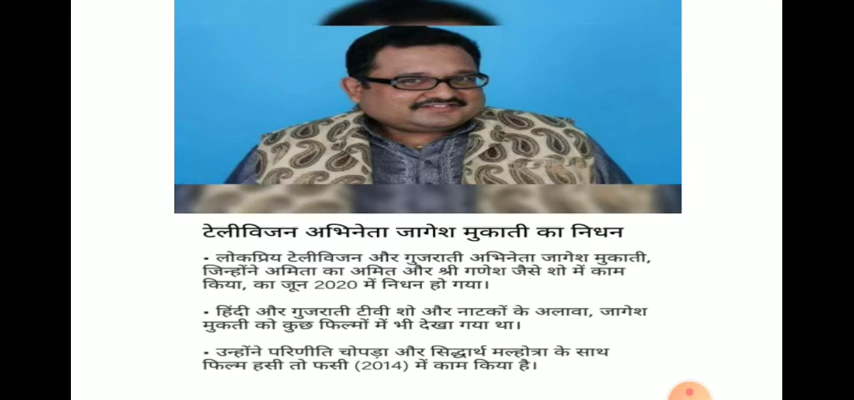 टेलीविजन अभिनेता जागेश मुकाती का निधन
• लोकप्रिय टेलीविजन और गुजराती अभिनेता जागेश मुकाती,
जिन्होंने अमिता का अमित और श्री गणेश जैसे शो में काम
किया, का जून 2020 में निधन हो गया।
• हिंदी और गुजराती टीवी शो और नाटकों के अलावा, जागेश
मुकती को कुछ फिल्मों में भी देखा गया था।
• उन्होंने परिणीति चोपड़ा और सिद्धार्थ मल्होत्रा के साथ
फिल्म हसी तो फसी (2014) में काम किया है।